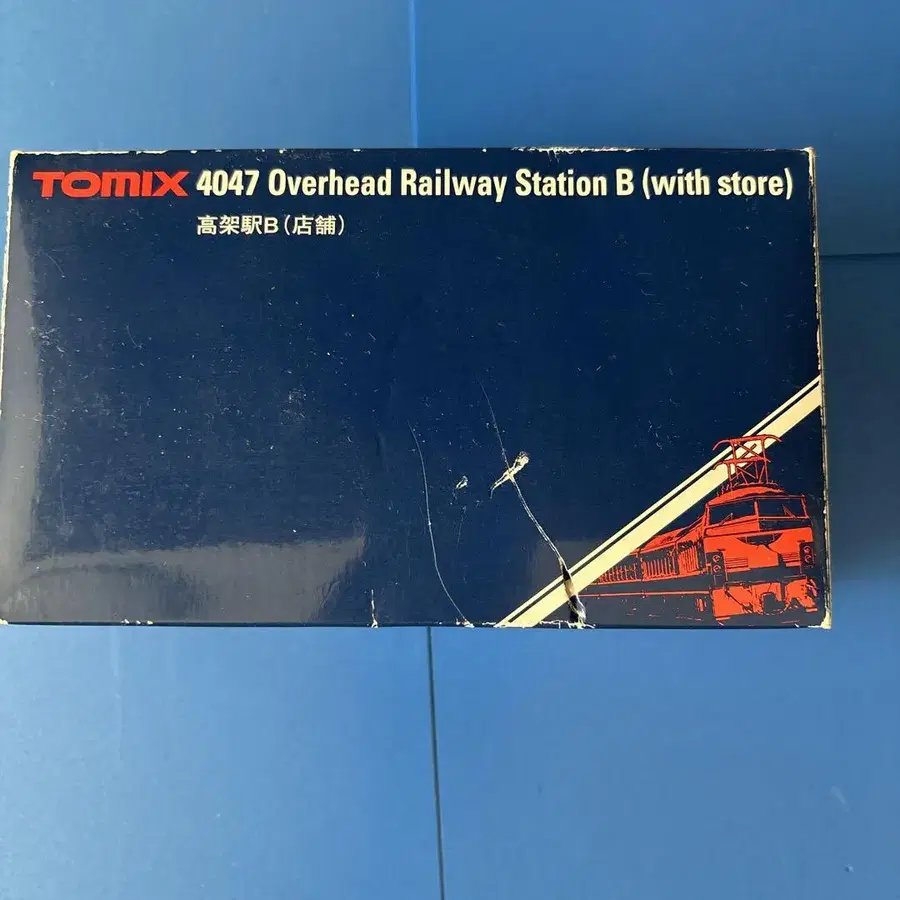 TOMIX 4047 Overhead Railway Station B (with store)
高架駅B(店舗)